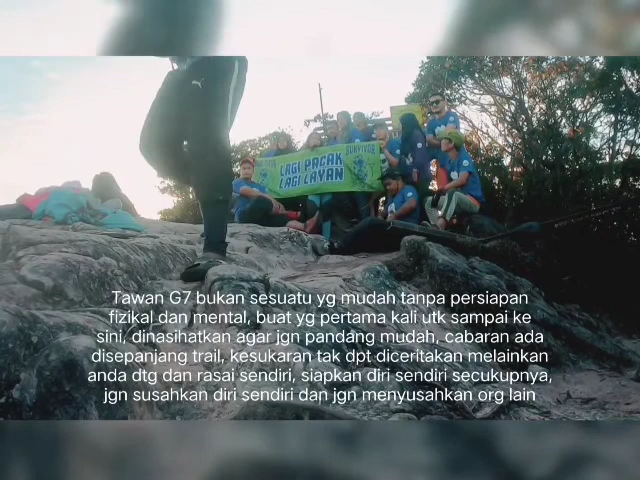 SURVIVOR
LAGI PACAK
LAGI LAYAN
Tawan G7 bukan sesuatu yg mudah tanpa persiapan
fizikal dan mental, buat yg pertama kali utk sampai ke
sini, dinasihatkan agar jgn pandang mudah, cabaran ada
disepanjang trail, kesukaran tak dpt diceritakan melainkan
anda dtg dan rasai sendiri, siapkan diri sendiri secukupnya,
jgn susahkan diri sendiri dan jgn menyusahkan org lain